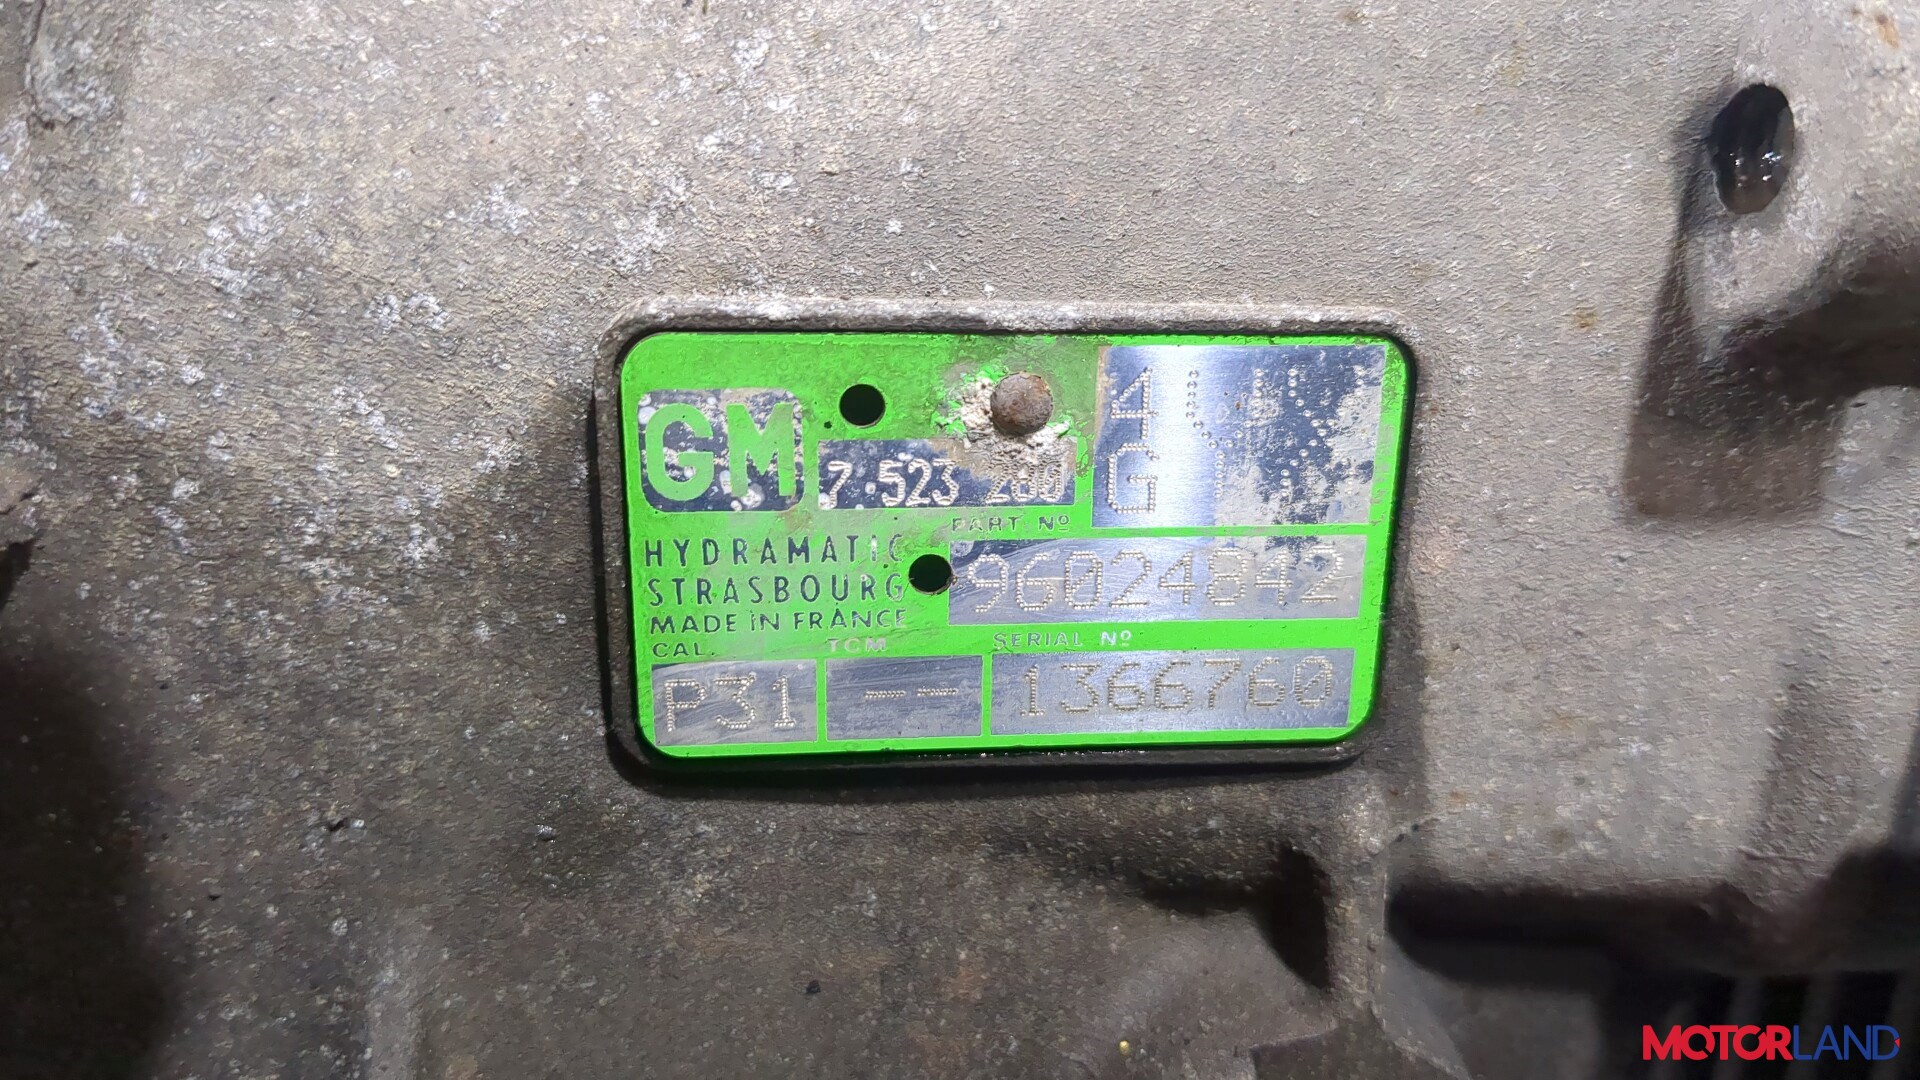 GM
7 523 280
4
G
PART Nº
HYDRAMATIC
96024842
STRASBOURG
MADE IN FRANCE
CAL. TCM SERIAL Nº
P31 -- 1366760
MOTORLAND